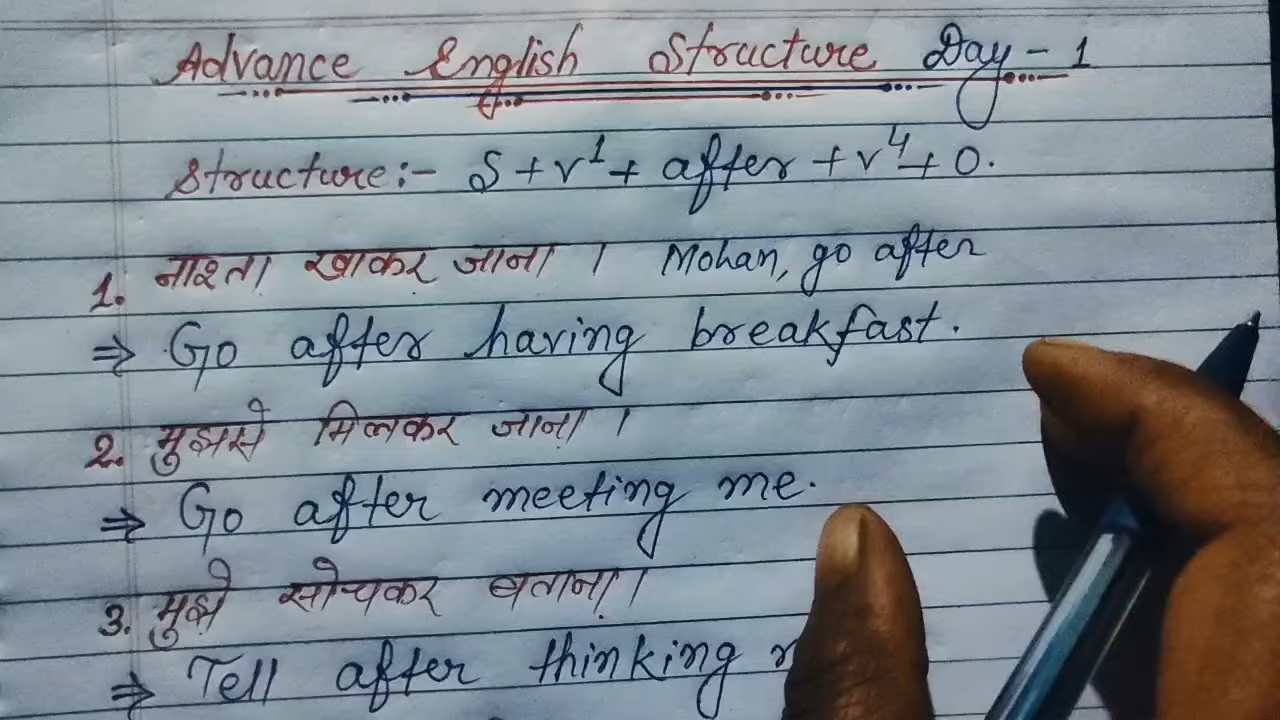 Advance English Structure Day - 1
Structure:- S + v¹ + after + v⁴ + O.
1. नाश्ता खाकर जाना । Mohan, go after
⇒ Go after having breakfast.
2. मुझसे मिलकर जाना ।
⇒ Go after meeting me.
3. मुझे सोचकर बताना ।
⇒ Tell after thinking